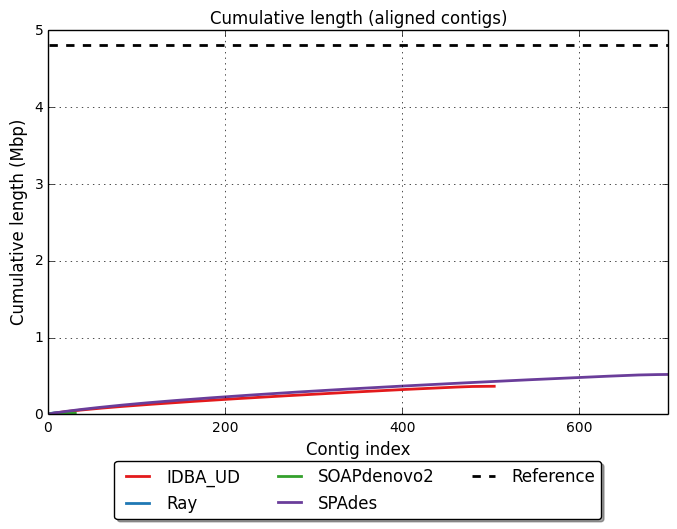 Cumulative length (aligned contigs)
5
4
3
2
1
0
Cumulative length (Mbp)
0 200 400 600
Contig index
IDBA_UD SOAPdenovo2 Reference
Ray SPAdes